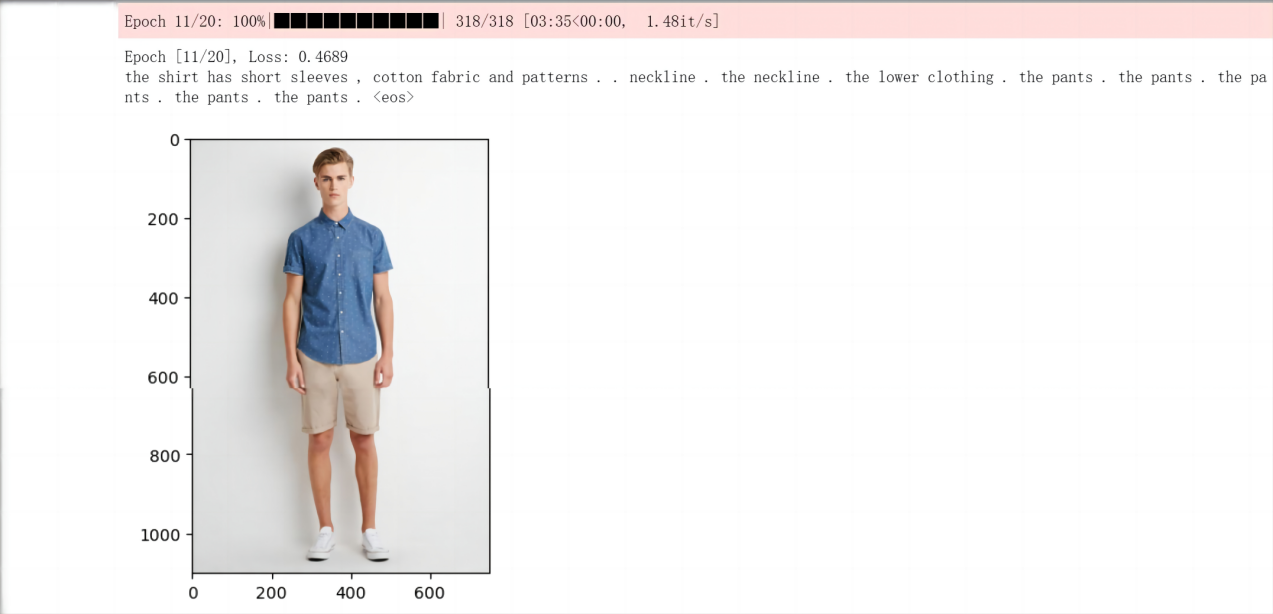 Epoch 11/20: 100%|██████████| 318/318 [03:35<00:00, 1.48it/s]
Epoch [11/20], Loss: 0.4689
the shirt has short sleeves , cotton fabric and patterns . . neckline . the neckline . the lower clothing . the pants . the pants . the pa
nts . the pants . the pants . <eos>
0
200
400
600
800
1000
0 200 400 600